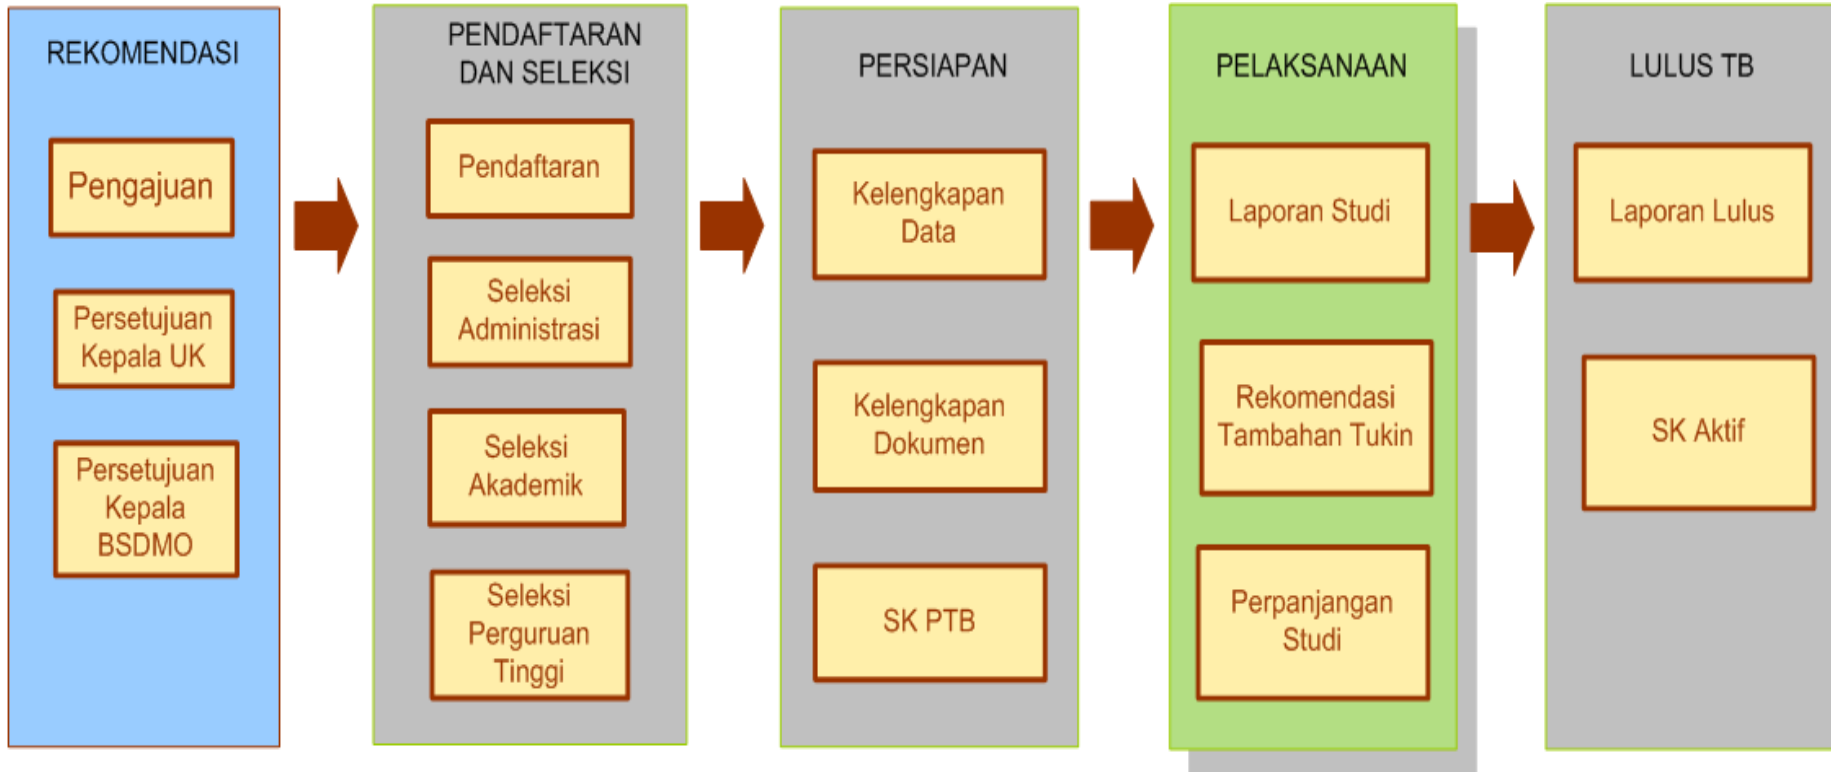 REKOMENDASI
Pengajuan
Persetujuan
Kepala UK
Persetujuan
Kepala
BSDMO
PENDAFTARAN
DAN SELEKSI
Pendaftaran
Seleksi
Administrasi
Seleksi
Akademik
Seleksi
Perguruan
Tinggi
PERSIAPAN
Kelengkapan
Data
Kelengkapan
Dokumen
SK PTB
PELAKSANAAN
Laporan Studi
Rekomendasi
Tambahan Tukin
Perpanjangan
Studi
LULUS TB
Laporan Lulus
SK Aktif